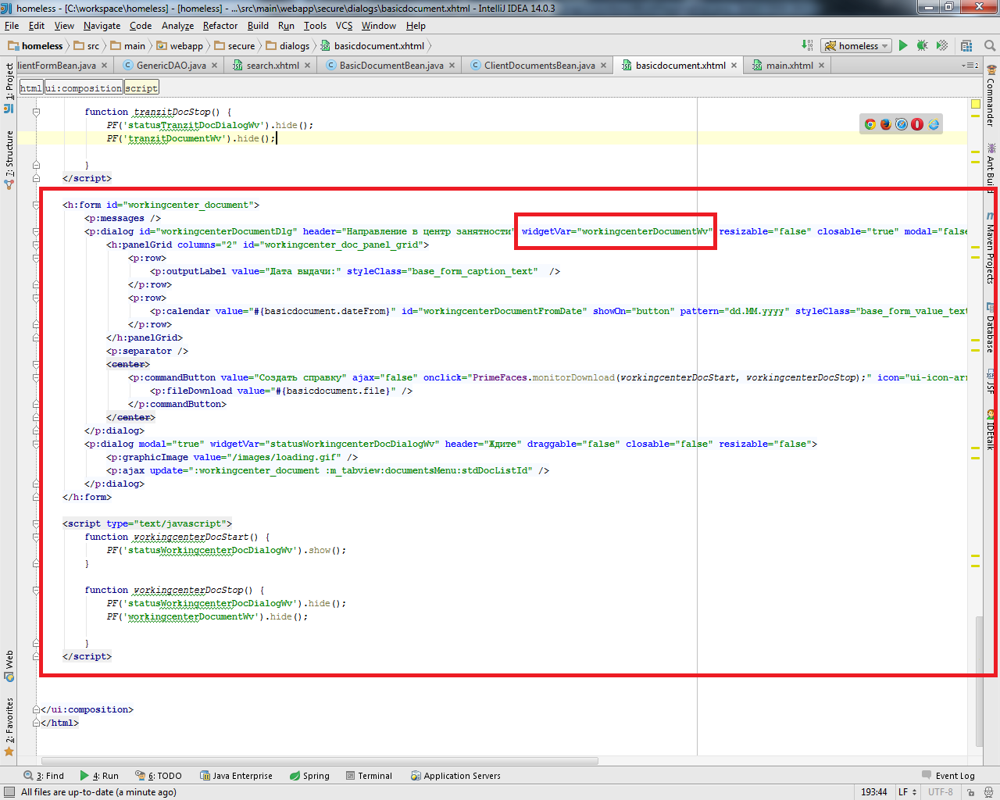 homeless - [C:\workspace\homeless] - [homeless] - ...\src\main\webapp\secure\dialogs\basicdocument.xhtml - IntelliJ IDEA 14.0.3
File Edit View Navigate Code Analyze Refactor Build Run Tools VCS Window Help
homeless src main webapp secure dialogs basicdocument.xhtml homeless
lientFormBean.java GenericDAO.java search.xhtml BasicDocumentBean.java ClientDocumentsBean.java basicdocument.xhtml main.xhtml 2
html ui:composition script
1: Project
7: Structure
Web
2: Favorites
function tranzitDocStop() {
PF('statusTranzitDocDialogWv').hide();
PF('tranzitDocumentWv').hide();
}
</script>
<h:form id="workingcenter_document">
<p:messages />
<p:dialog id="workingcenterDocumentDlg" header="Направление в центр занятности" widgetVar="workingcenterDocumentWv" resizable="false" closable="true" modal="false
<h:panelGrid columns="2" id="workingcenter_doc_panel_grid">
<p:row>
<p:outputLabel value="Дата выдачи:" styleClass="base_form_caption_text" />
</p:row>
<p:row>
<p:calendar value="#{basicdocument.dateFrom}" id="workingcenterDocumentFromDate" showOn="button" pattern="dd.MM.yyyy" styleClass="base_form_value_text
</p:row>
</h:panelGrid>
<p:separator />
<center>
<p:commandButton value="Создать справку" ajax="false" onclick="PrimeFaces.monitorDownload(workingcenterDocStart, workingcenterDocStop);" icon="ui-icon-arr
<p:fileDownload value="#{basicdocument.file}" />
</p:commandButton>
</center>
</p:dialog>
<p:dialog modal="true" widgetVar="statusWorkingcenterDocDialogWv" header="Ждите" draggable="false" closable="false" resizable="false">
<p:graphicImage value="/images/loading.gif" />
<p:ajax update=":workingcenter_document :m_tabview:documentsMenu:stdDocListId" />
</p:dialog>
</h:form>
<script type="text/javascript">
function workingcenterDocStart() {
PF('statusWorkingcenterDocDialogWv').show();
}
function workingcenterDocStop() {
PF('statusWorkingcenterDocDialogWv').hide();
PF('workingcenterDocumentWv').hide();
}
</script>
</ui:composition>
</html>
Commander
Ant Build
Maven Projects
Database
JSF
IDEtalk
3: Find 4: Run 6: TODO Java Enterprise Spring Terminal Application Servers Event Log
All files are up-to-date (a minute ago) 193:44 LF UTF-8